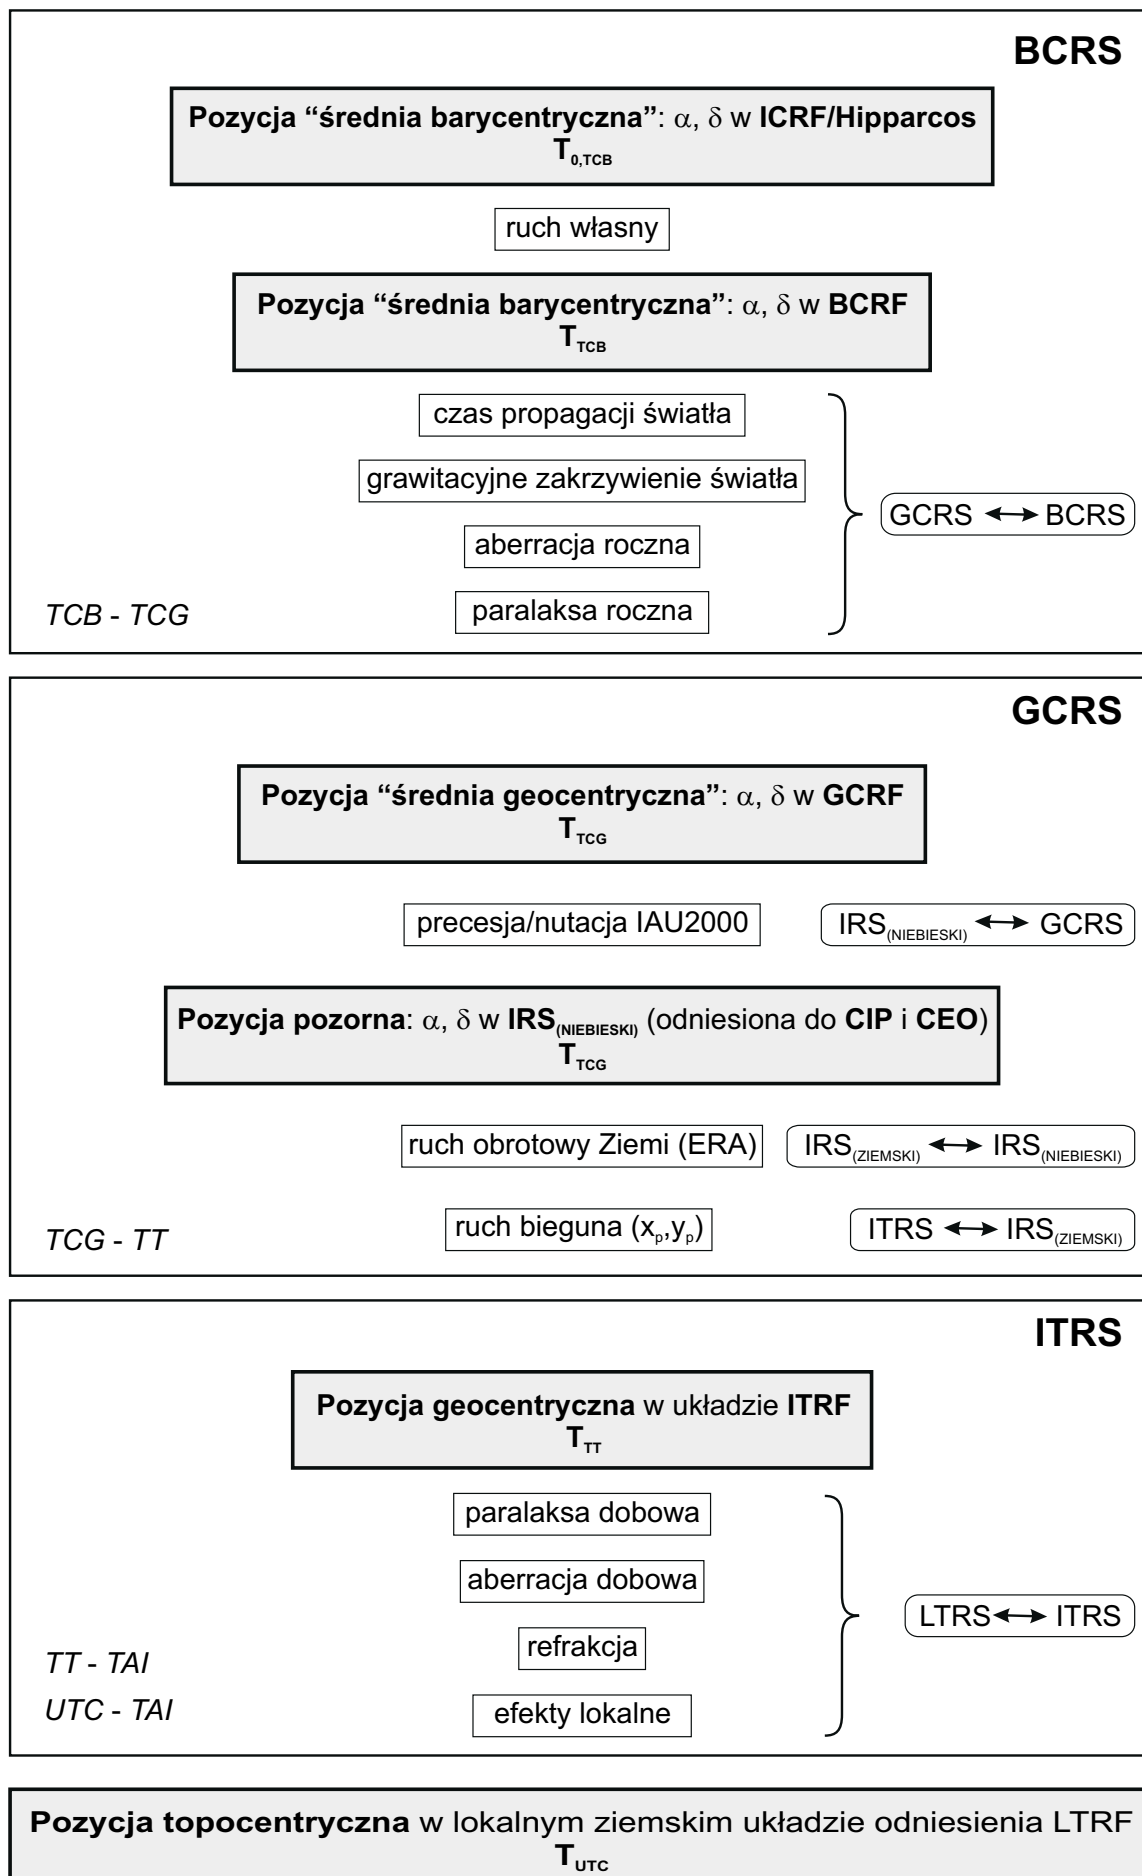 BCRS
Pozycja “średnia barycentryczna”: α, δ w ICRF/Hipparcos
T0,TCB
ruch własny
Pozycja “średnia barycentryczna”: α, δ w BCRF
TTCB
czas propagacji światła
grawitacyjne zakrzywienie światła
GCRS ↔ BCRS
aberracja roczna
paralaksa roczna
TCB - TCG
GCRS
Pozycja “średnia geocentryczna”: α, δ w GCRF
TTCG
precesja/nutacja IAU2000
IRS(NIEBIESKI) ↔ GCRS
Pozycja pozorna: α, δ w IRS(NIEBIESKI) (odniesiona do CIP i CEO)
TTCG
ruch obrotowy Ziemi (ERA)
IRS(ZIEMSKI) ↔ IRS(NIEBIESKI)
ruch bieguna (xp,yp)
ITRS ↔ IRS(ZIEMSKI)
TCG - TT
ITRS
Pozycja geocentryczna w układzie ITRF
TTT
paralaksa dobowa
aberracja dobowa
LTRS ↔ ITRS
refrakcja
TT - TAI
efekty lokalne
UTC - TAI
Pozycja topocentryczna w lokalnym ziemskim układzie odniesienia LTRF
TUTC